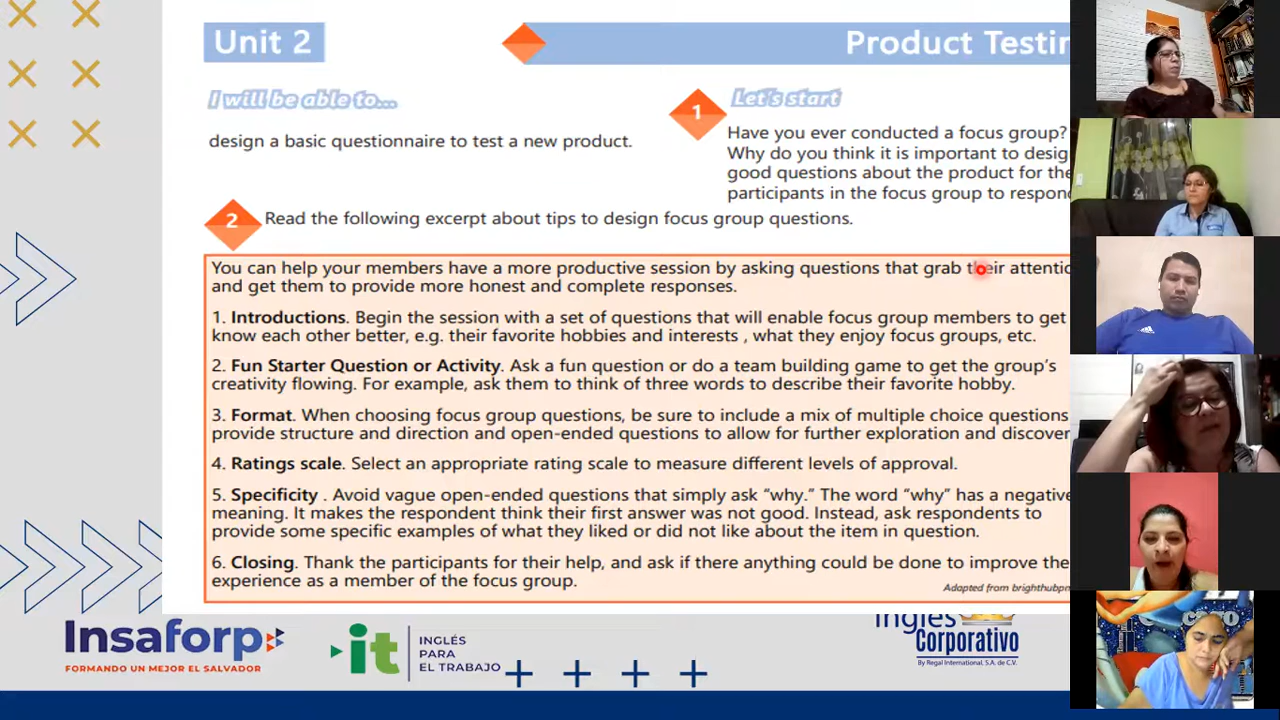 Unit 2
Product Testin
I will be able to...
design a basic questionnaire to test a new product.
1
Let's start
Have you ever conducted a focus group?
Why do you think it is important to desig
good questions about the product for the
participants in the focus group to respon
2
Read the following excerpt about tips to design focus group questions.
You can help your members have a more productive session by asking questions that grab their attentio
and get them to provide more honest and complete responses.
1. Introductions. Begin the session with a set of questions that will enable focus group members to get
know each other better, e.g. their favorite hobbies and interests , what they enjoy focus groups, etc.
2. Fun Starter Question or Activity. Ask a fun question or do a team building game to get the group's
creativity flowing. For example, ask them to think of three words to describe their favorite hobby.
3. Format. When choosing focus group questions, be sure to include a mix of multiple choice questions
provide structure and direction and open-ended questions to allow for further exploration and discover
4. Ratings scale. Select an appropriate rating scale to measure different levels of approval.
5. Specificity . Avoid vague open-ended questions that simply ask "why." The word "why" has a negative
meaning. It makes the respondent think their first answer was not good. Instead, ask respondents to
provide some specific examples of what they liked or did not like about the item in question.
6. Closing. Thank the participants for their help, and ask if there anything could be done to improve the
experience as a member of the focus group.
Adapted from brighthubpm
Insaforp
FORMANDO UN MEJOR EL SALVADOR
it
INGLÉS
PARA
EL TRABAJO
Inglés
Corporativo
By Regal International, S.A. de C.V.